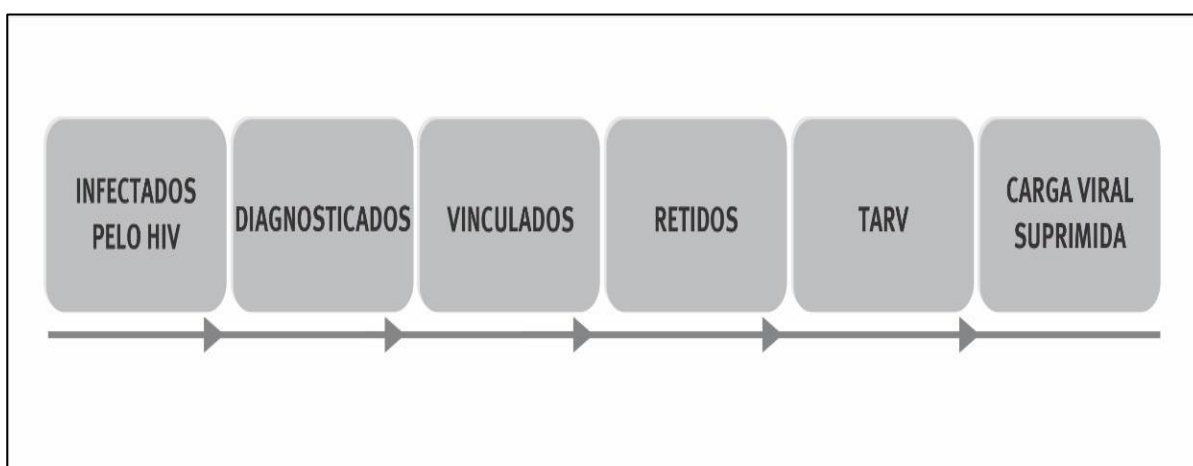 INFECTADOS
PELO HIV
DIAGNOSTICADOS
VINCULADOS
RETIDOS
TARV
CARGA VIRAL
SUPRIMIDA